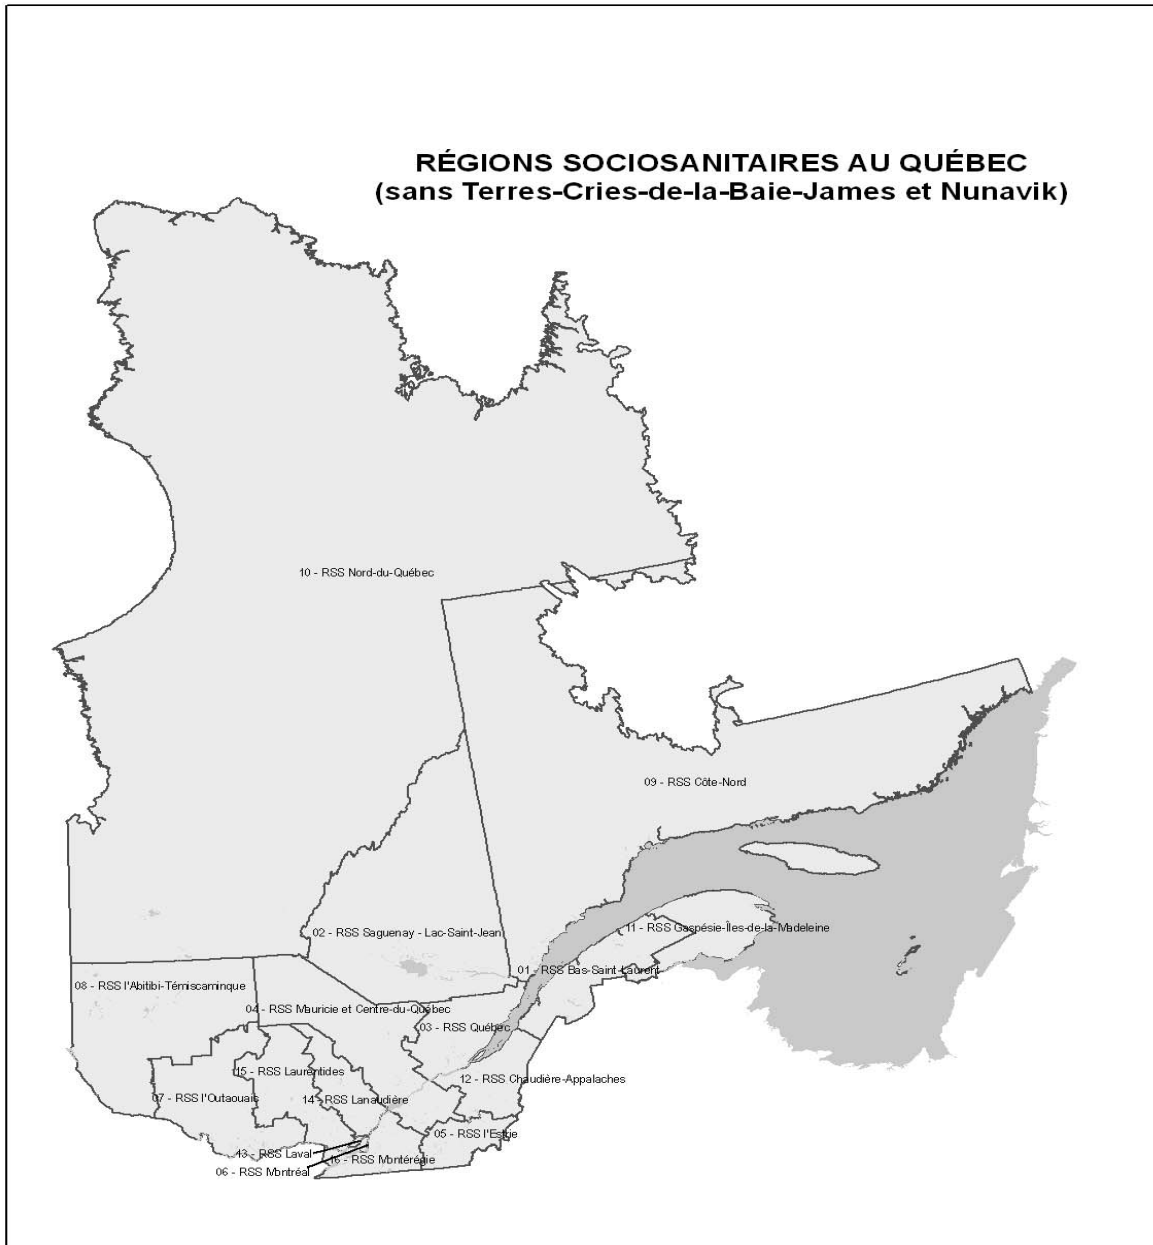 RÉGIONS SOCIOSANITAIRES AU QUÉBEC
(sans Terres-Cries-de-la-Baie-James et Nunavik)
10 - RSS Nord-du-Québec
09 - RSS Côte-Nord
02 - RSS Saguenay - Lac-Saint-Jean
11 - RSS Gaspésie-Îles-de-la-Madeleine
01 - RSS Bas-Saint-Laurent
08 - RSS l'Abitibi-Témiscamingue
04 - RSS Mauricie et Centre-du-Québec
03 - RSS Québec
15 - RSS Laurentides
12 - RSS Chaudière-Appalaches
07 - RSS l'Outaouais
14 - RSS Lanaudière
05 - RSS l'Estrie
13 - RSS Laval
16 - RSS Montérégie
06 - RSS Montréal